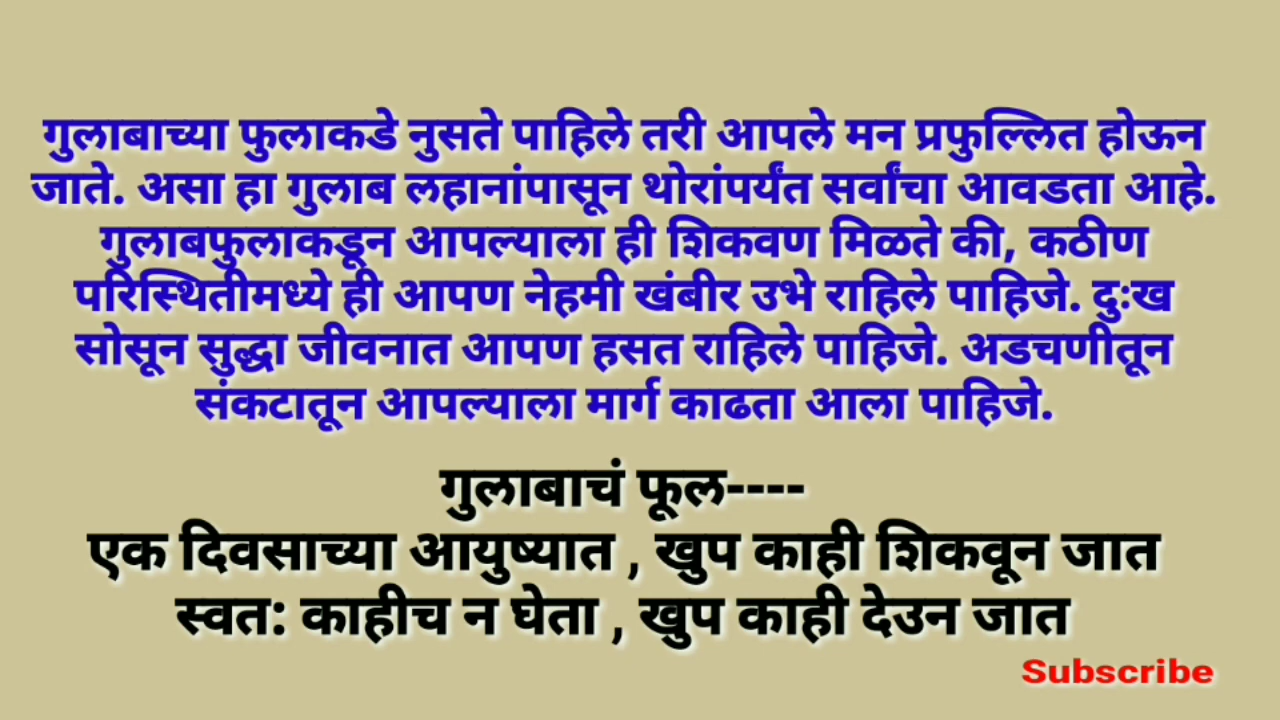 गुलाबाच्या फुलाकडे नुसते पाहिले तरी आपले मन प्रफुल्लित होऊन
जाते. असा हा गुलाब लहानांपासून थोरांपर्यंत सर्वांचा आवडता आहे.
गुलाबफुलाकडून आपल्याला ही शिकवण मिळते की, कठीण
परिस्थितीमध्ये ही आपण नेहमी खंबीर उभे राहिले पाहिजे. दुःख
सोसून सुद्धा जीवनात आपण हसत राहिले पाहिजे. अडचणीतून
संकटातून आपल्याला मार्ग काढता आला पाहिजे.
गुलाबाचं फूल----
एक दिवसाच्या आयुष्यात , खुप काही शिकवून जात
स्वत: काहीच न घेता , खुप काही देउन जात
Subscribe